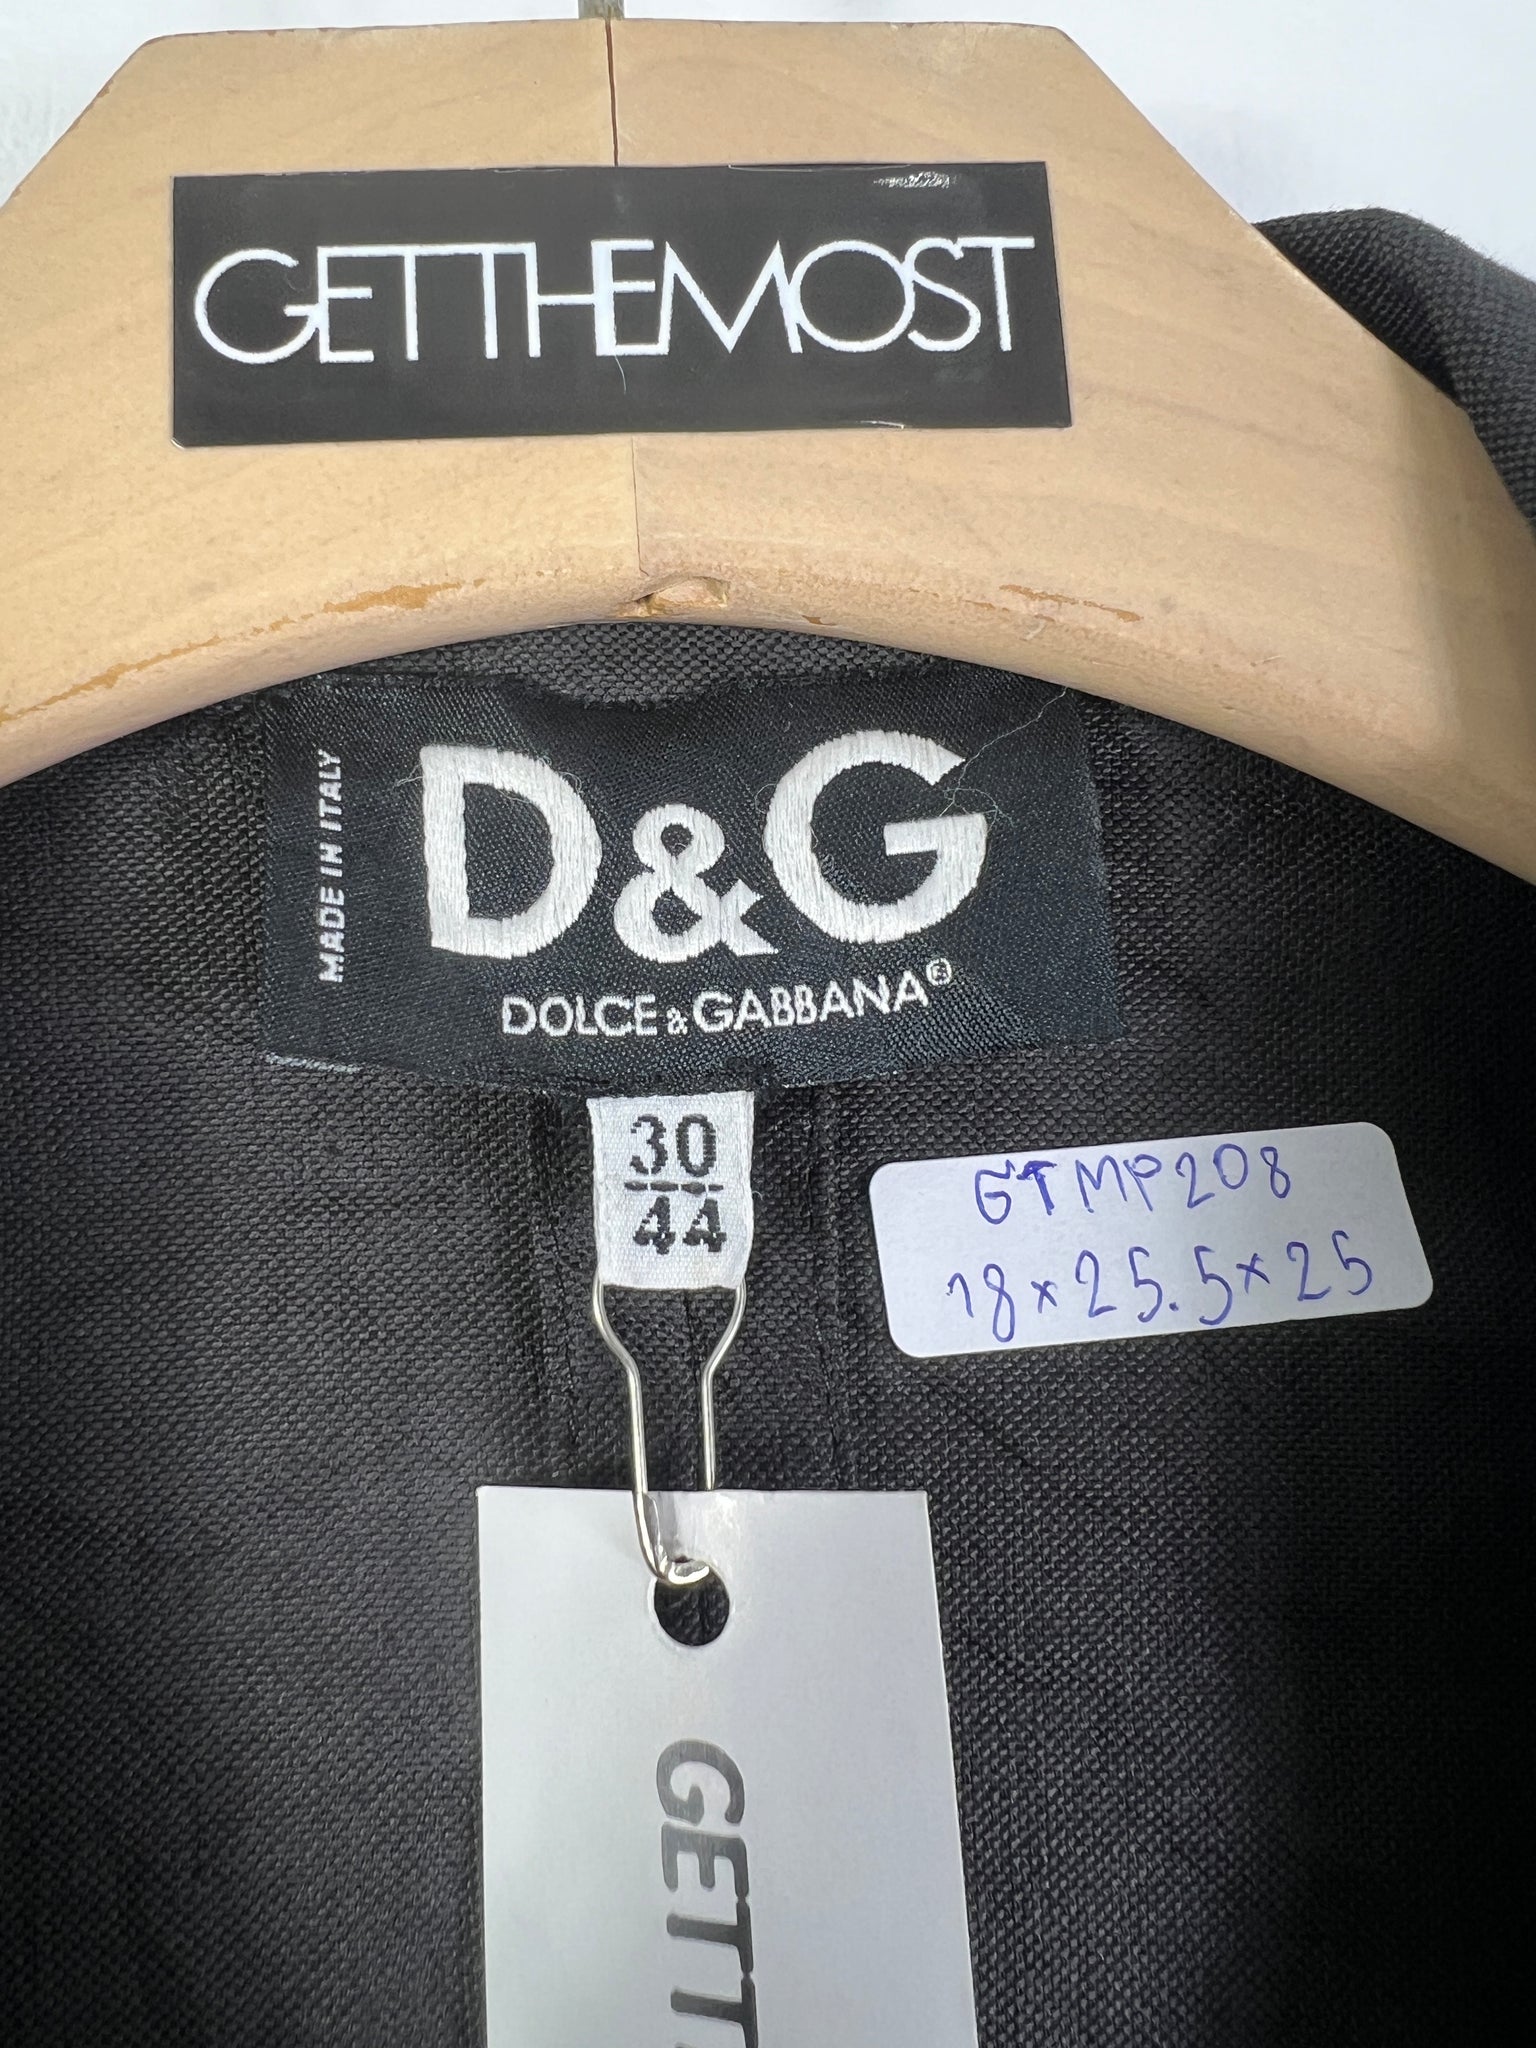 GETTHEMOST
MADE IN ITALY
D&G
DOLCE & GABBANA®
30
44
GTMP208
18×25.5×25
GETT